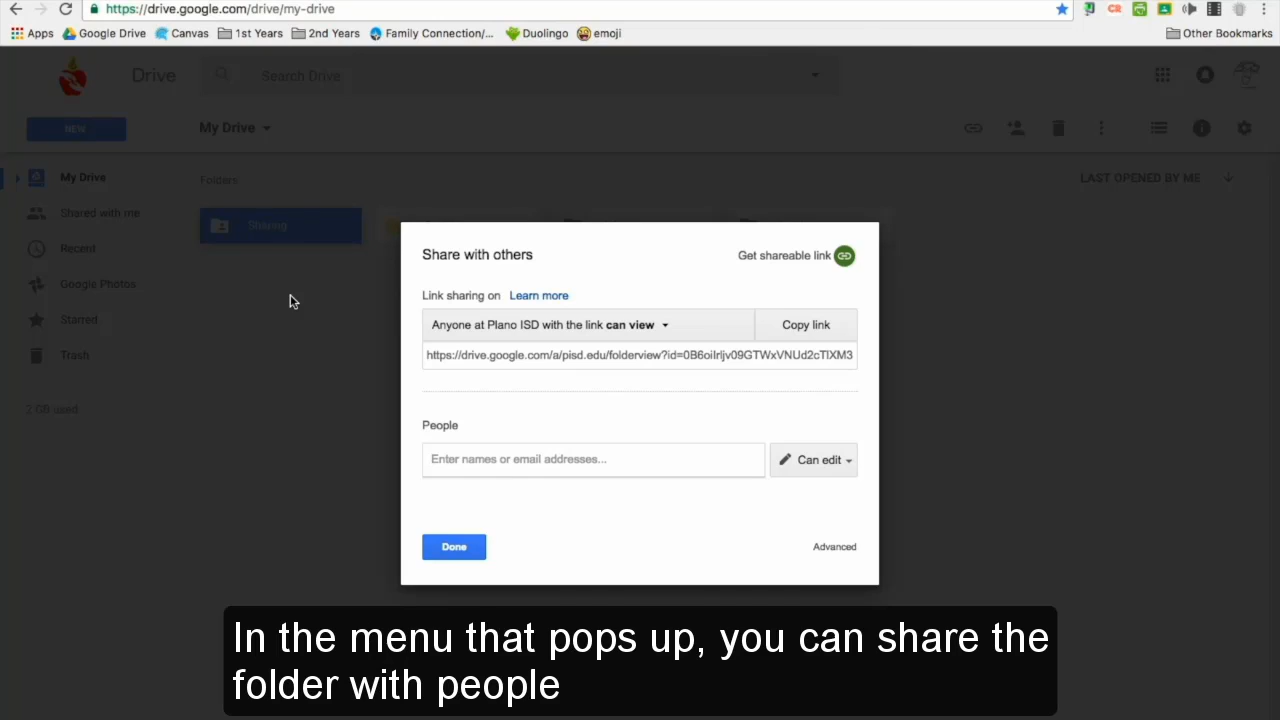 https://drive.google.com/drive/my-drive
Apps Google Drive Canvas 1st Years 2nd Years Family Connection/... Duolingo emoji Other Bookmarks
Drive Search Drive
NEW My Drive
My Drive Folders LAST OPENED BY ME
Shared with me Sharing
Recent
Google Photos
Starred
Trash
2 GB used
Share with others Get shareable link
Link sharing on Learn more
Anyone at Plano ISD with the link can view Copy link
https://drive.google.com/a/pisd.edu/folderview?id=0B6oiIrljv09GTWxVNUd2cTlXM3
People
Enter names or email addresses... Can edit
Done Advanced
In the menu that pops up, you can share the
folder with people